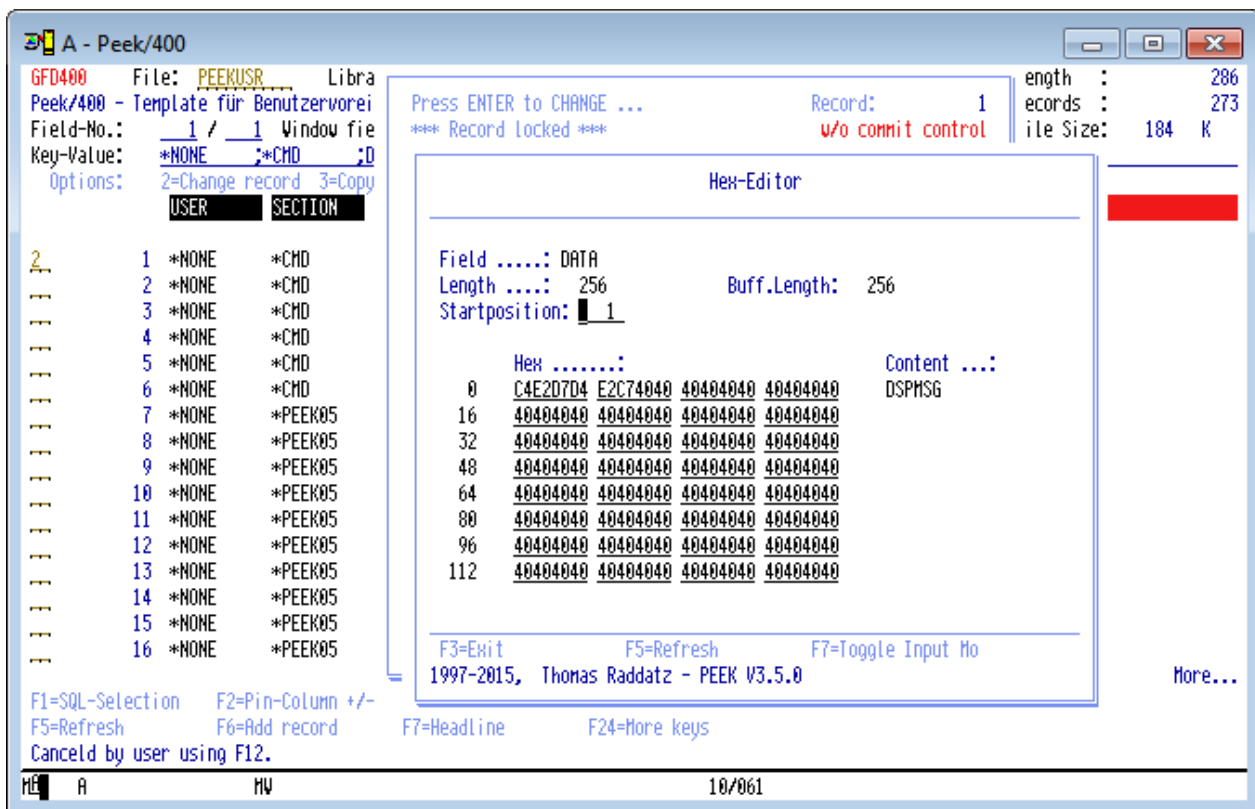 A - Peek/400
GFD400 File: PEEKUSR Libra ength : 286
Peek/400 - Template für Benutzervorei Press ENTER to CHANGE ... Record: 1 ecords : 273
Field-No.: 1 / 1 Window fie *** Record locked *** w/o commit control ile Size: 184 K
Key-Value: *NONE ;*CMD ;D
Options: 2=Change record 3=Copy Hex-Editor
USER SECTION
2 1 *NONE *CMD Field .....: DATA
2 *NONE *CMD Length ....: 256 Buff.Length: 256
3 *NONE *CMD Startposition: 1
4 *NONE *CMD
5 *NONE *CMD Hex .......: Content ...:
6 *NONE *CMD 0 C4E2D7D4 E2C74040 40404040 40404040 DSPMSG
7 *NONE *PEEK05 16 40404040 40404040 40404040 40404040
8 *NONE *PEEK05 32 40404040 40404040 40404040 40404040
9 *NONE *PEEK05 48 40404040 40404040 40404040 40404040
10 *NONE *PEEK05 64 40404040 40404040 40404040 40404040
11 *NONE *PEEK05 80 40404040 40404040 40404040 40404040
12 *NONE *PEEK05 96 40404040 40404040 40404040 40404040
13 *NONE *PEEK05 112 40404040 40404040 40404040 40404040
14 *NONE *PEEK05
15 *NONE *PEEK05
16 *NONE *PEEK05 F3=Exit F5=Refresh F7=Toggle Input Mo
1997-2015, Thomas Raddatz - PEEK V3.5.0 More...
F1=SQL-Selection F2=Pin-Column +/-
F5=Refresh F6=Add record F7=Headline F24=More keys
Canceld by user using F12.
MA A MW 10/061